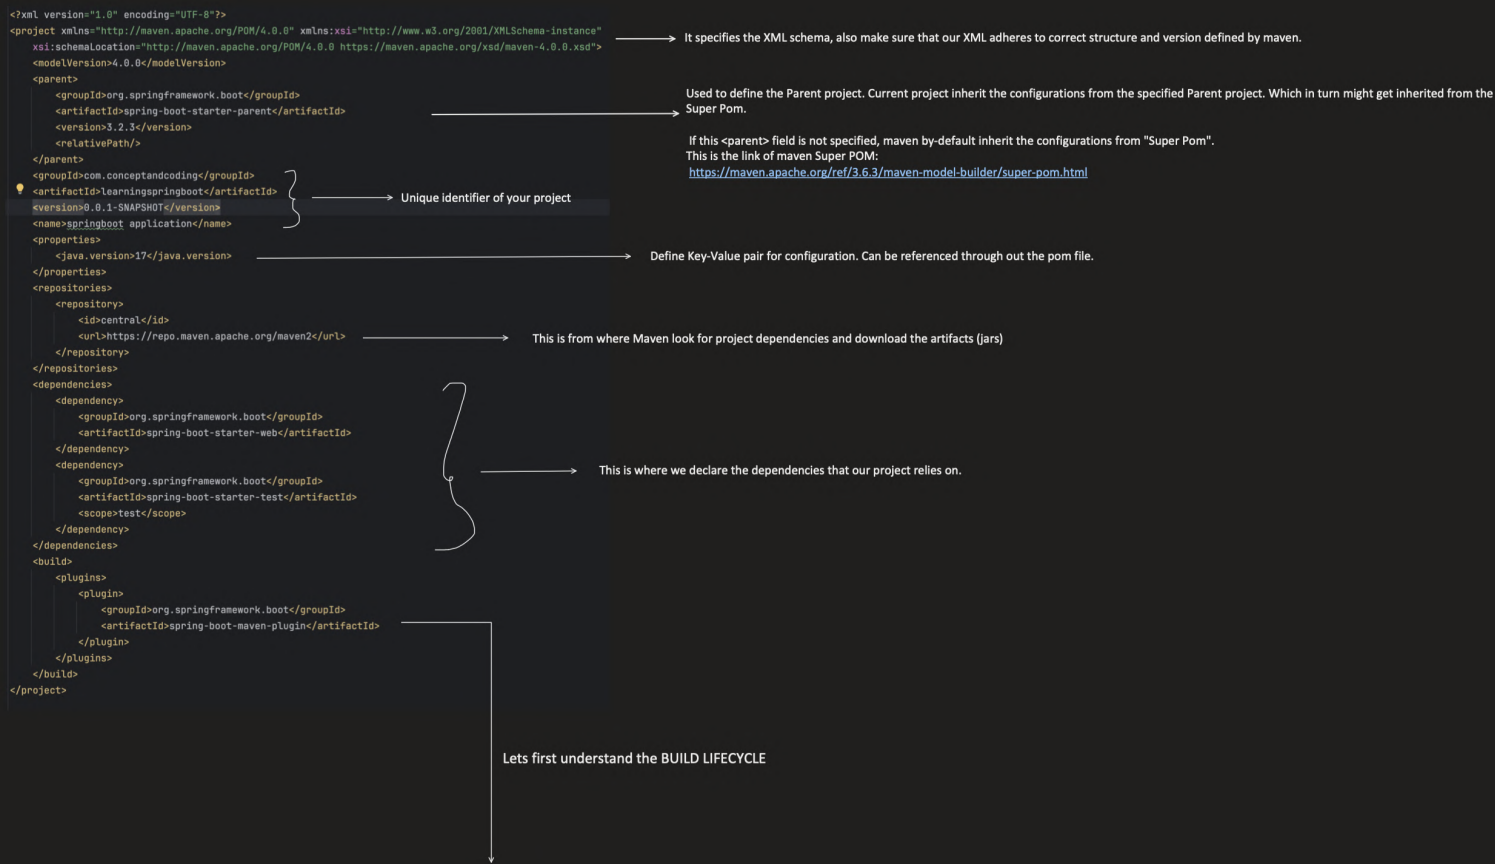 <?xml version="1.0" encoding="UTF-8"?>
<project xmlns="http://maven.apache.org/POM/4.0.0" xmlns:xsi="http://www.w3.org/2001/XMLSchema-instance"
xsi:schemaLocation="http://maven.apache.org/POM/4.0.0 https://maven.apache.org/xsd/maven-4.0.0.xsd">
It specifies the XML schema, also make sure that our XML adheres to correct structure and version defined by maven.
<modelVersion>4.0.0</modelVersion>
<parent>
<groupId>org.springframework.boot</groupId>
<artifactId>spring-boot-starter-parent</artifactId>
<version>3.2.3</version>
<relativePath/>
</parent>
Used to define the Parent project. Current project inherit the configurations from the specified Parent project. Which in turn might get inherited from the
Super Pom.
If this <parent> field is not specified, maven by-default inherit the configurations from "Super Pom".
This is the link of maven Super POM:
https://maven.apache.org/ref/3.6.3/maven-model-builder/super-pom.html
<groupId>com.conceptandcoding</groupId>
<artifactId>learningspringboot</artifactId>
<version>0.0.1-SNAPSHOT</version>
<name>springboot application</name>
Unique identifier of your project
<properties>
<java.version>17</java.version>
</properties>
Define Key-Value pair for configuration. Can be referenced through out the pom file.
<repositories>
<repository>
<id>central</id>
<url>https://repo.maven.apache.org/maven2</url>
</repository>
</repositories>
This is from where Maven look for project dependencies and download the artifacts (jars)
<dependencies>
<dependency>
<groupId>org.springframework.boot</groupId>
<artifactId>spring-boot-starter-web</artifactId>
</dependency>
<dependency>
<groupId>org.springframework.boot</groupId>
<artifactId>spring-boot-starter-test</artifactId>
<scope>test</scope>
</dependency>
</dependencies>
This is where we declare the dependencies that our project relies on.
<build>
<plugins>
<plugin>
<groupId>org.springframework.boot</groupId>
<artifactId>spring-boot-maven-plugin</artifactId>
</plugin>
</plugins>
</build>
</project>
Lets first understand the BUILD LIFECYCLE